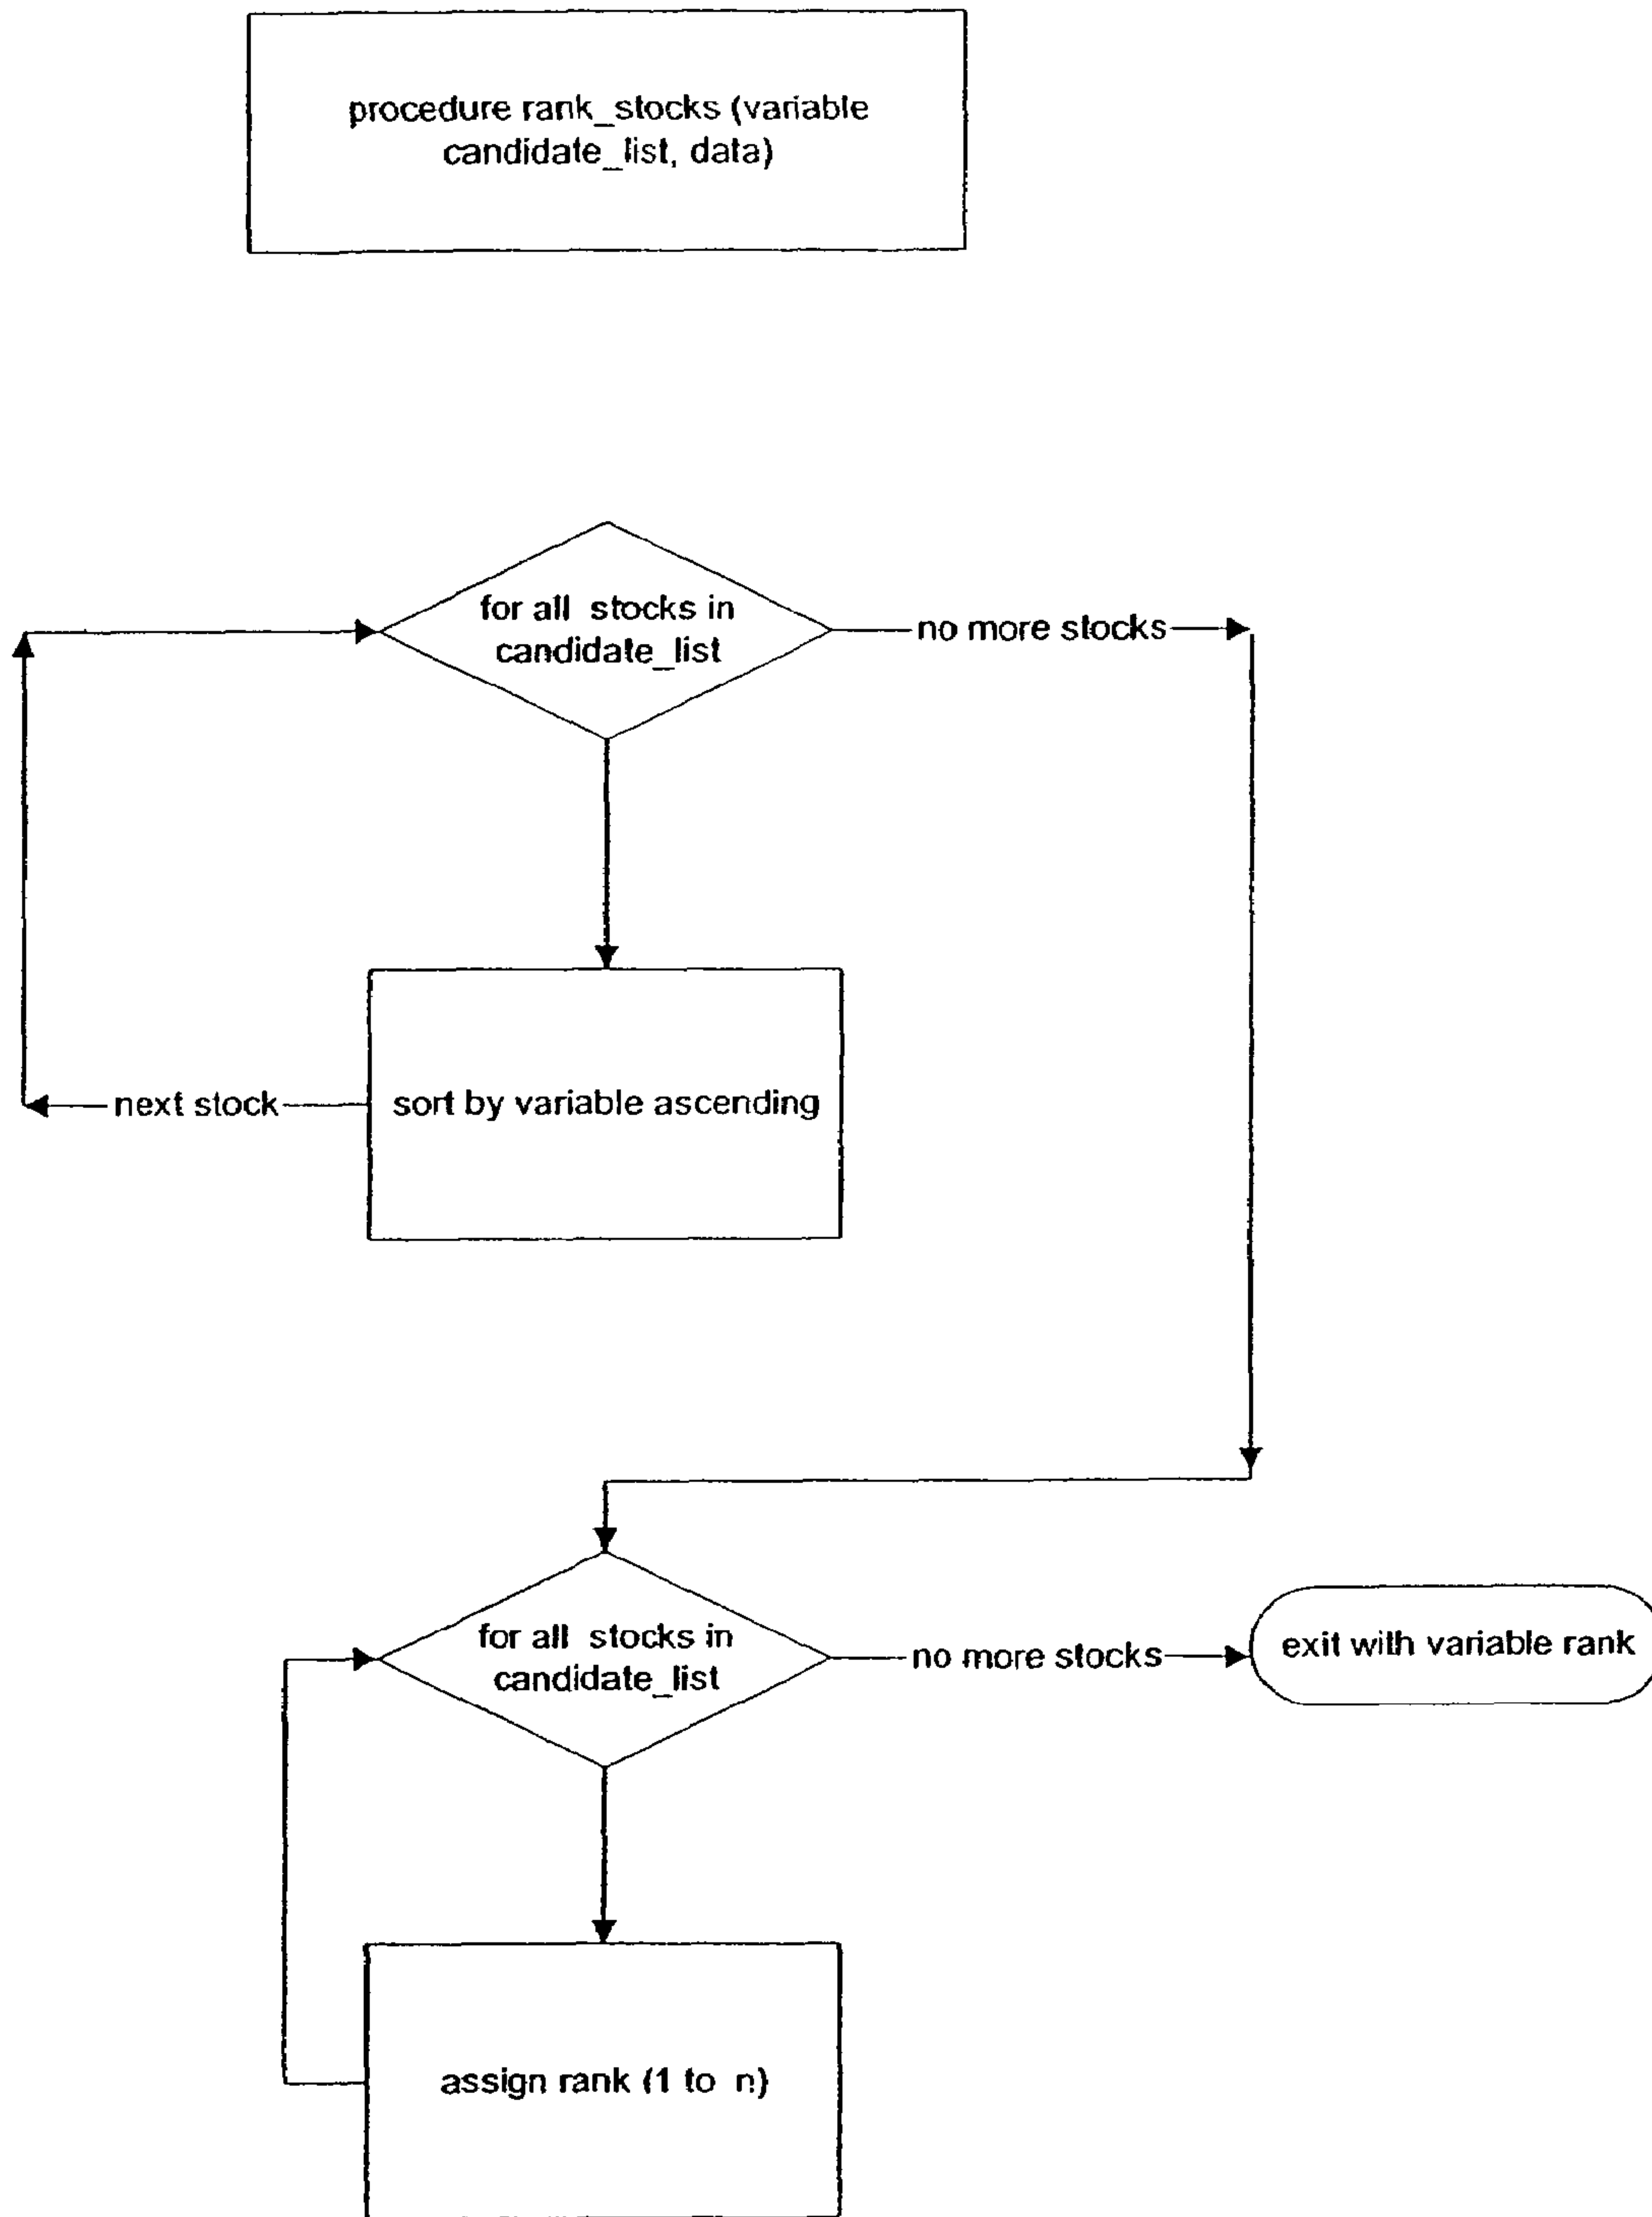 procedure rank_stocks (variable
candidate_list, data)
for all stocks in
candidate_list
no more stocks
sort by variable ascending
next stock
for all stocks in
candidate_list
no more stocks
exit with variable rank
assign rank (1 to n)